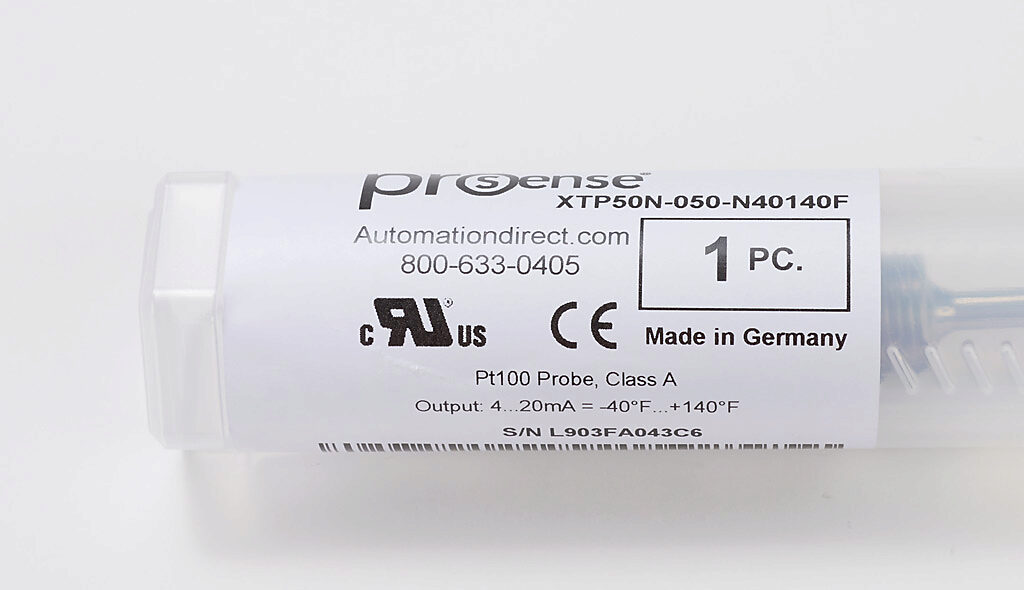 prosense®
XTP50N-050-N40140F
Automationdirect.com
800-633-0405
1 PC.
c RU ® US
CE
Made in Germany
Pt100 Probe, Class A
Output: 4...20mA = -40°F...+140°F
S/N L903FA043C6